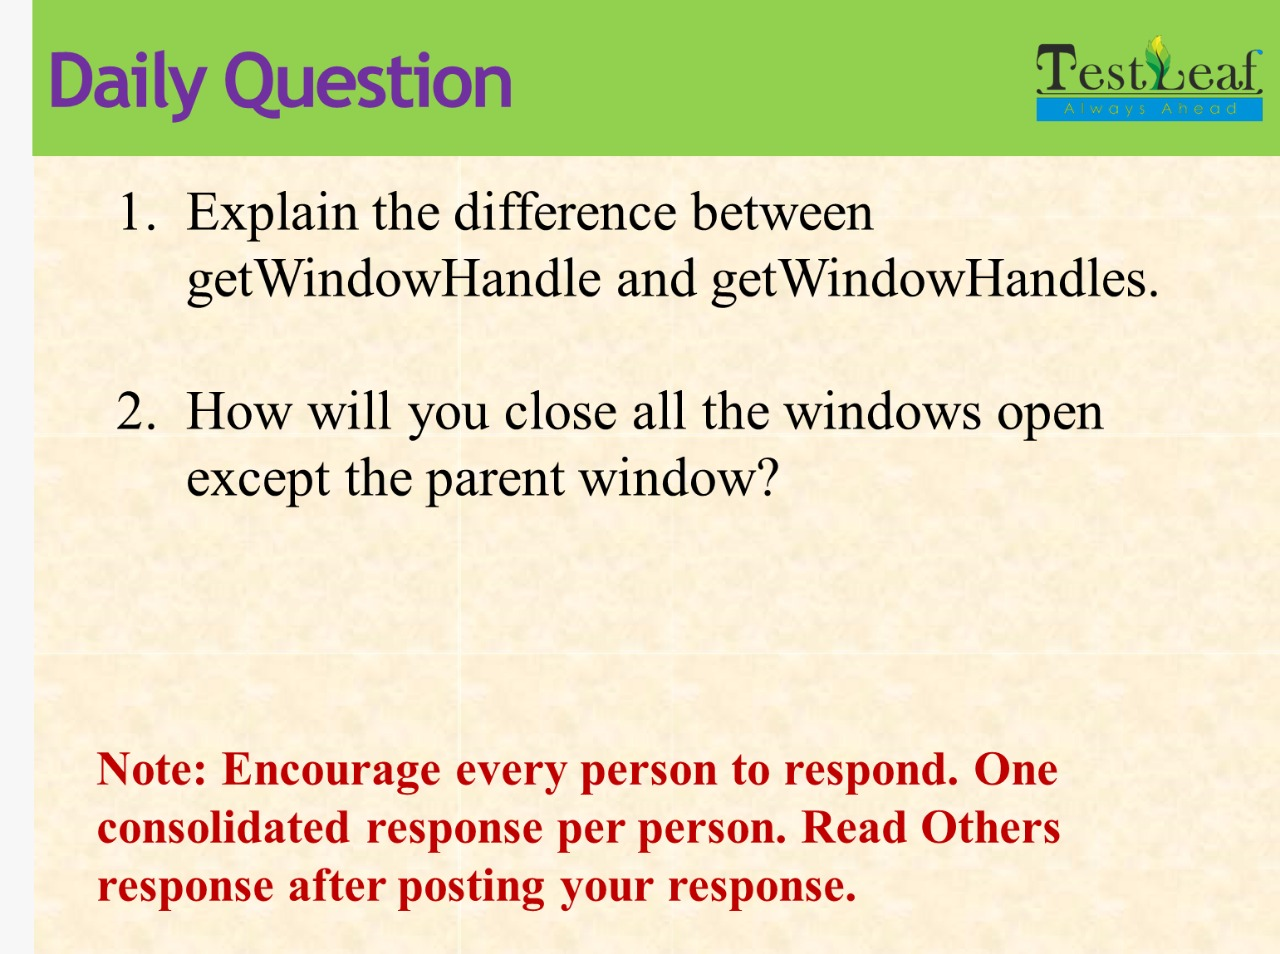 Daily Question
TestLeaf
Always Ahead
1. Explain the difference between
getWindowHandle and getWindowHandles.
2. How will you close all the windows open
except the parent window?
Note: Encourage every person to respond. One
consolidated response per person. Read Others
response after posting your response.